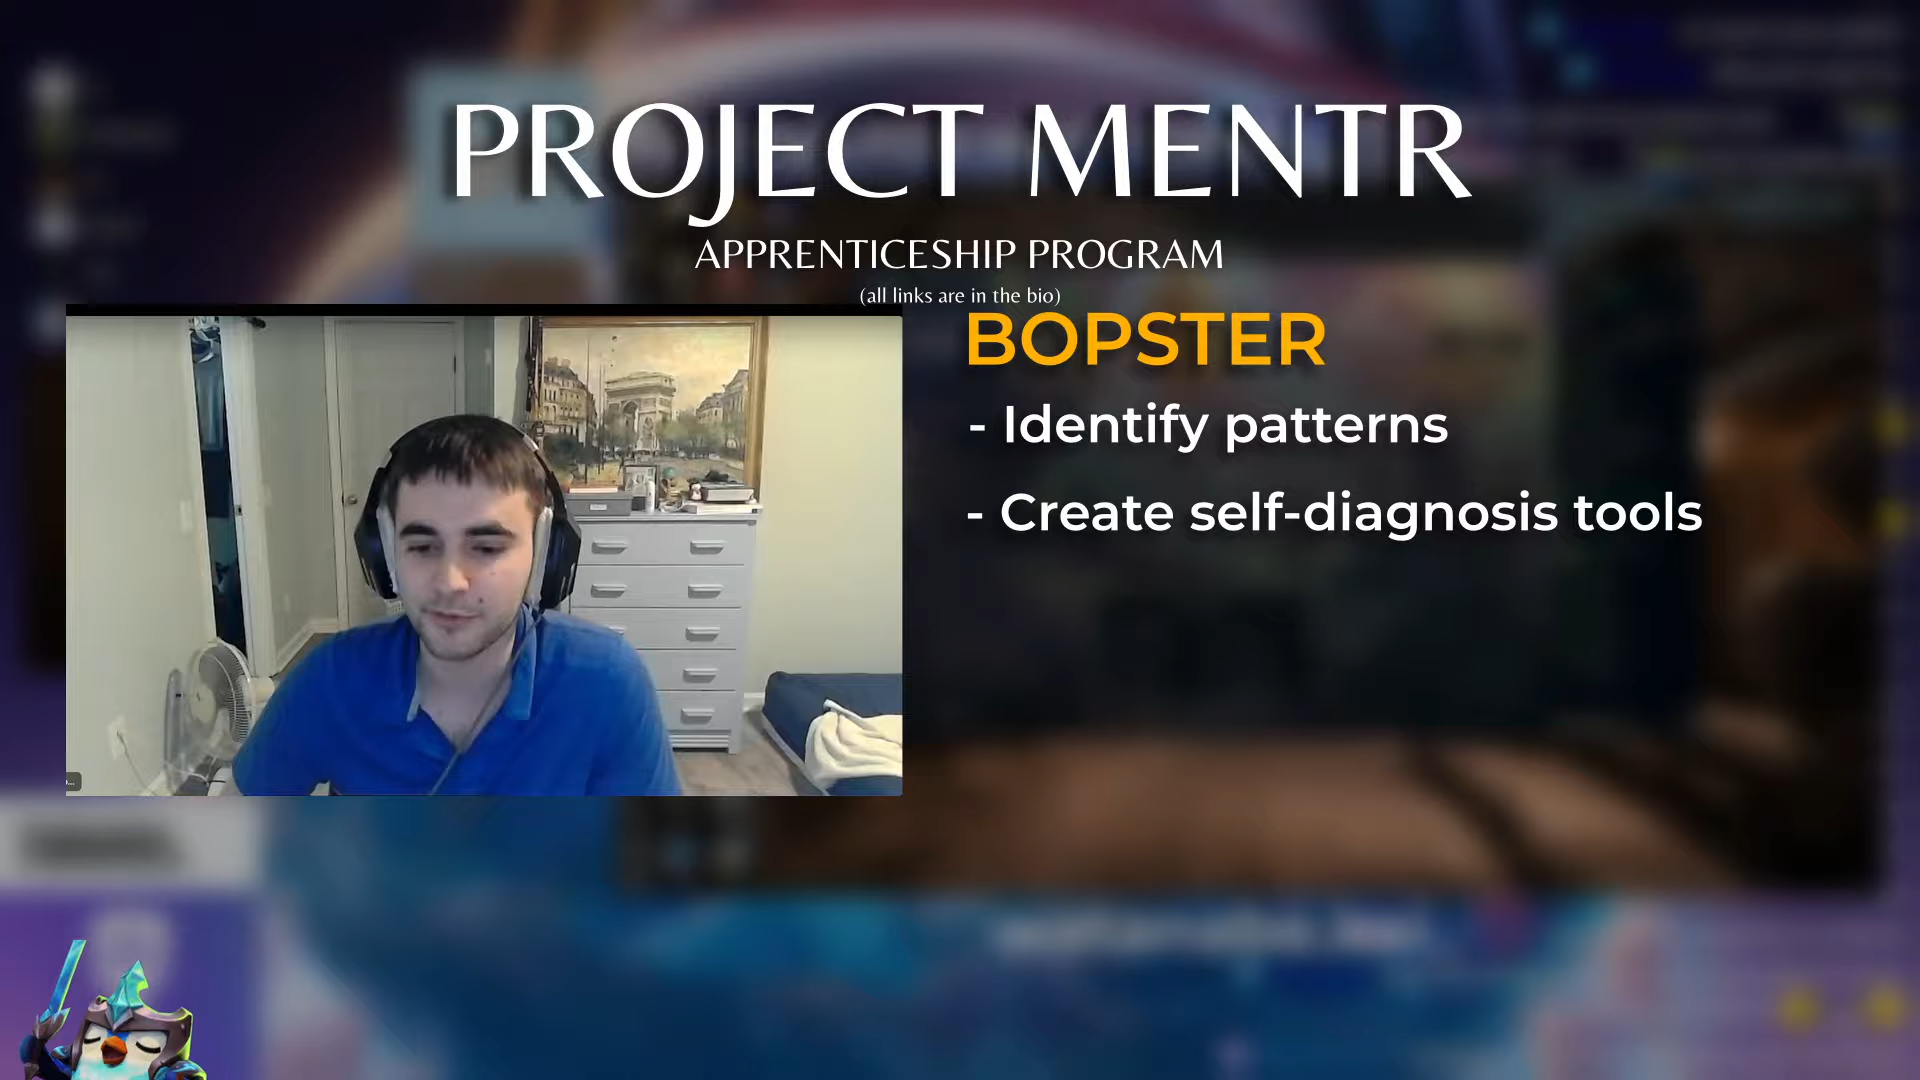 PROJECT MENTR
APPRENTICESHIP PROGRAM
(all links are in the bio)
BOPSTER
- Identify patterns
- Create self-diagnosis tools